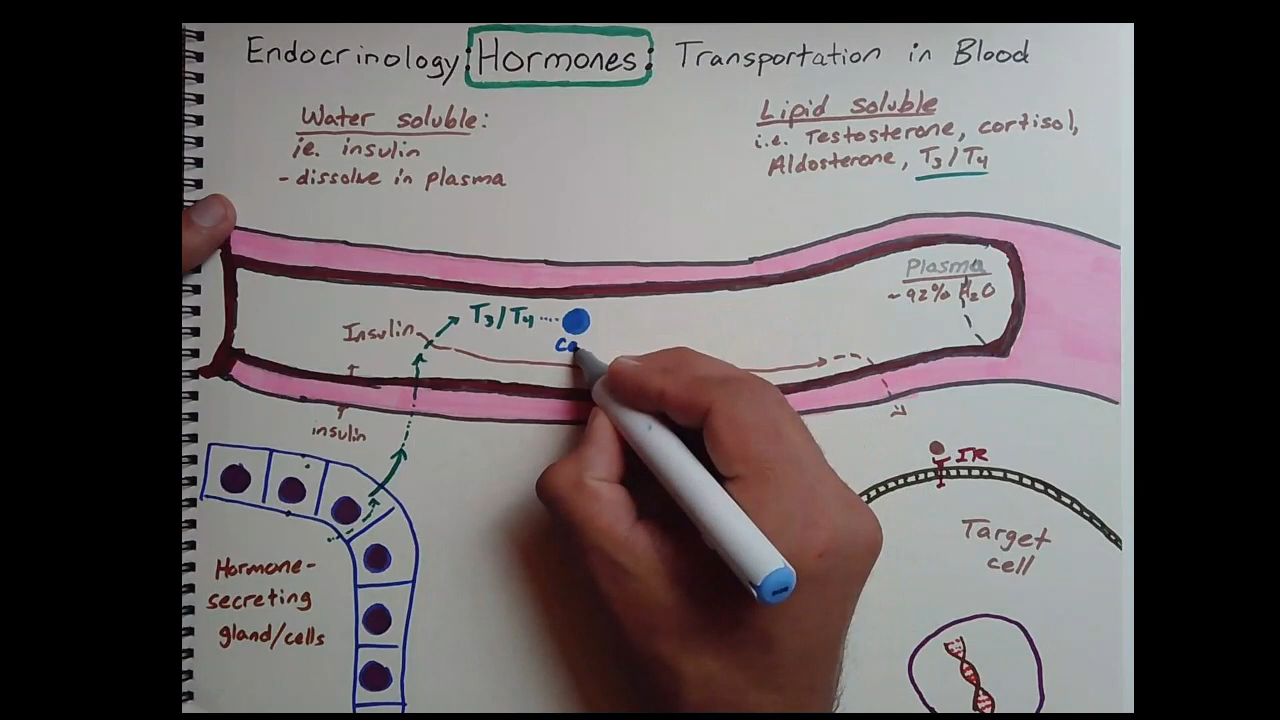 Endocrinology Hormones Transportation in Blood
Water soluble:
ie. insulin
- dissolve in plasma
Lipid soluble
i.e. Testosterone, cortisol,
Aldosterone, T3/T4
Plasma
~92% H2O
T3/T4
Insulin
insulin
IR
Target
cell
Hormone-
secreting
gland/cells